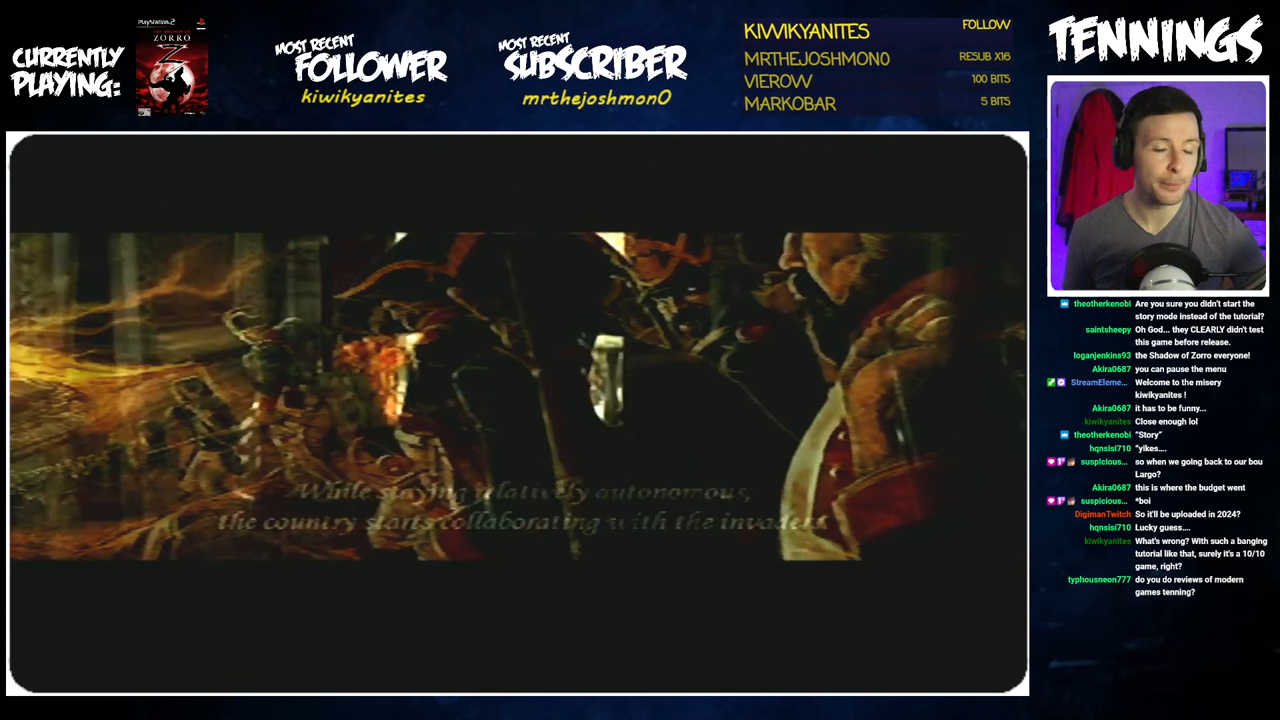 CURRENTLY
PLAYING:
PlayStation 2
ZORRO
MOST RECENT
FOLLOWER
kiwikyanites
MOST RECENT
SUBSCRIBER
mrthejoshmon0
KIWIKYANITES FOLLOW
MRTHEJOSHMON0 RESUB X16
VIEROW 100 BITS
MARKOBAR 5 BITS
TENNINGS
While staying relatively autonomous,
the country starts collaborating with the invaders.
theotherkenobi Are you sure you didn't start the
story mode instead of the tutorial?
saintsheepy Oh God... they CLEARLY didn't test
this game before release.
loganjenkins93 the Shadow of Zorro everyone!
Akira0687 you can pause the menu
StreamEleme... Welcome to the misery
kiwikyanites !
Akira0687 it has to be funny...
kiwikyanites Close enough lol
theotherkenobi "Story"
hqnsisi710 "yikes....
suspicious... so when we going back to our bou
Largo?
Akira0687 this is where the budget went
suspicious... *boi
DigimanTwitch So it'll be uploaded in 2024?
hqnsisi710 Lucky guess....
kiwikyanites What's wrong? With such a banging
tutorial like that, surely it's a 10/10
game, right?
typhousneon777 do you do reviews of modern
games tenning?